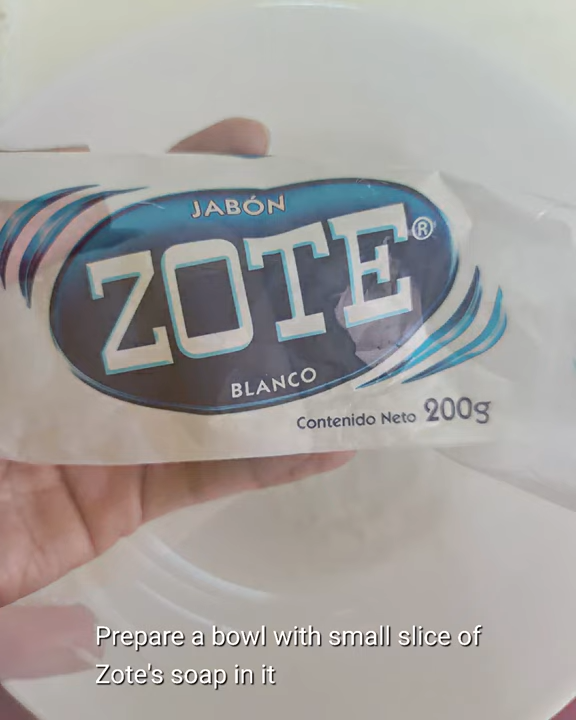 JABÓN
ZOTE®
BLANCO
Contenido Neto 200g
Prepare a bowl with small slice of
Zote's soap in it